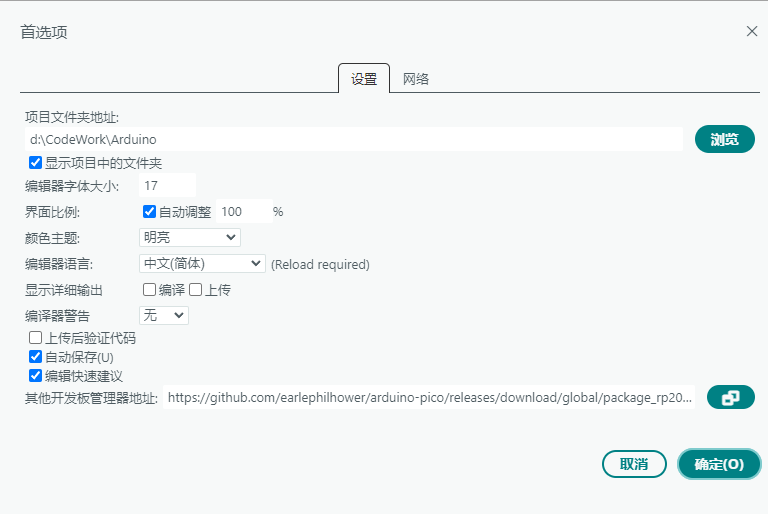 首选项
设置 网络
项目文件夹地址:
d:\CodeWork\Arduino 浏览
显示项目中的文件夹
编辑器字体大小: 17
界面比例: 自动调整 100 %
颜色主题: 明亮
编辑器语言: 中文(简体) (Reload required)
显示详细输出 编译 上传
编译器警告 无
上传后验证代码
自动保存(U)
编辑快速建议
其他开发板管理器地址: https://github.com/earlephilhower/arduino-pico/releases/download/global/package_rp20...
取消 确定(O)